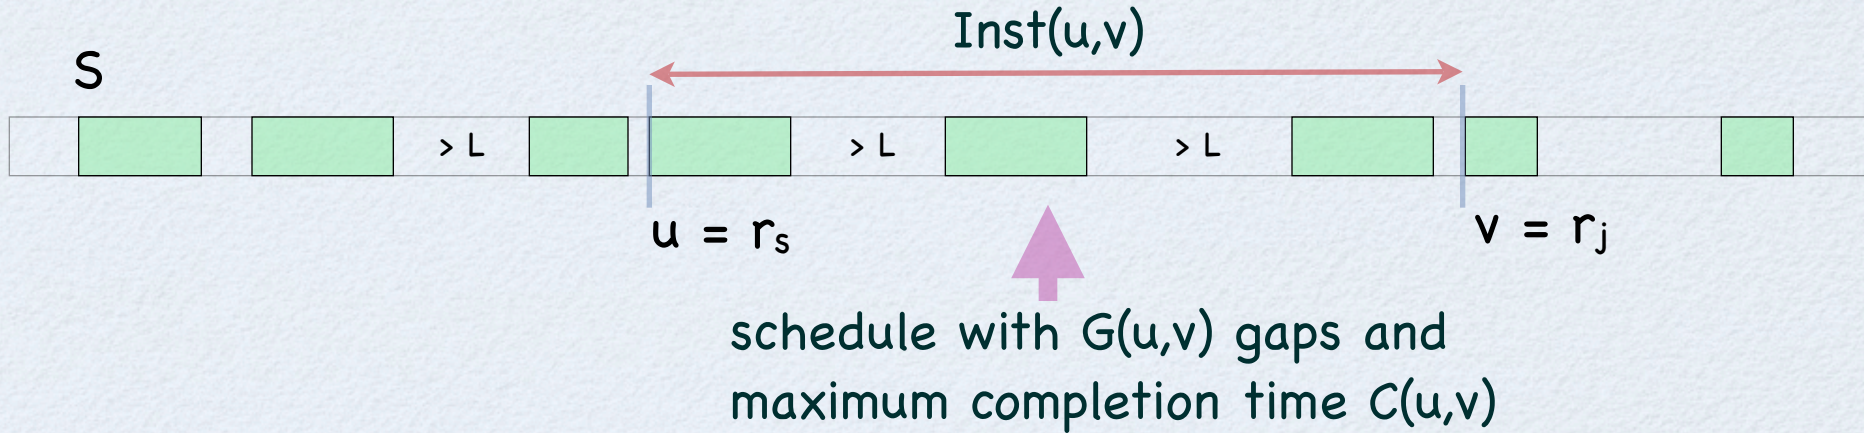 Inst(u,v)
S
> L
> L
> L
u = rs
v = rj
schedule with G(u,v) gaps and
maximum completion time C(u,v)